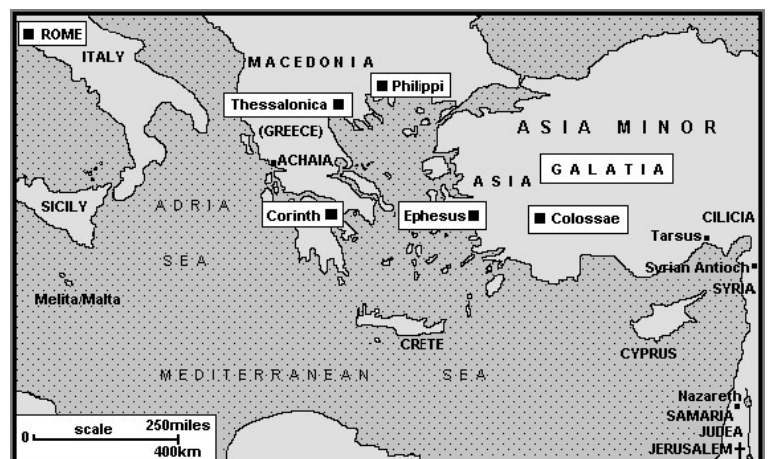 ROME
ITALY
MACEDONIA
Philippi
Thessalonica
(GREECE)
ASIA MINOR
ACHAIA
GALATIA
ASIA
SICILY
ADRIA
Corinth
Ephesus
Colossae
CILICIA
Tarsus
SEA
Syrian Antioch
SYRIA
Melita/Malta
CRETE
CYPRUS
MEDITERRANEAN SEA
Nazareth
SAMARIA
JUDEA
JERUSALEM
scale
250miles
0
400km